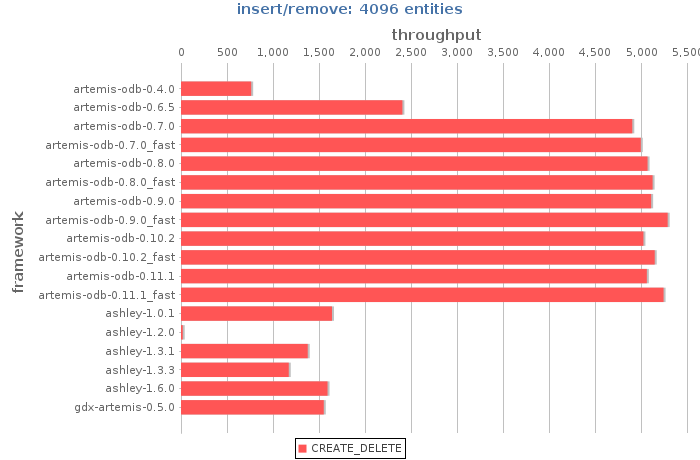 insert/remove: 4096 entities
throughput
0 500 1,000 1,500 2,000 2,500 3,000 3,500 4,000 4,500 5,000 5,5
framework
artemis-odb-0.4.0
artemis-odb-0.6.5
artemis-odb-0.7.0
artemis-odb-0.7.0_fast
artemis-odb-0.8.0
artemis-odb-0.8.0_fast
artemis-odb-0.9.0
artemis-odb-0.9.0_fast
artemis-odb-0.10.2
artemis-odb-0.10.2_fast
artemis-odb-0.11.1
artemis-odb-0.11.1_fast
ashley-1.0.1
ashley-1.2.0
ashley-1.3.1
ashley-1.3.3
ashley-1.6.0
gdx-artemis-0.5.0
CREATE_DELETE